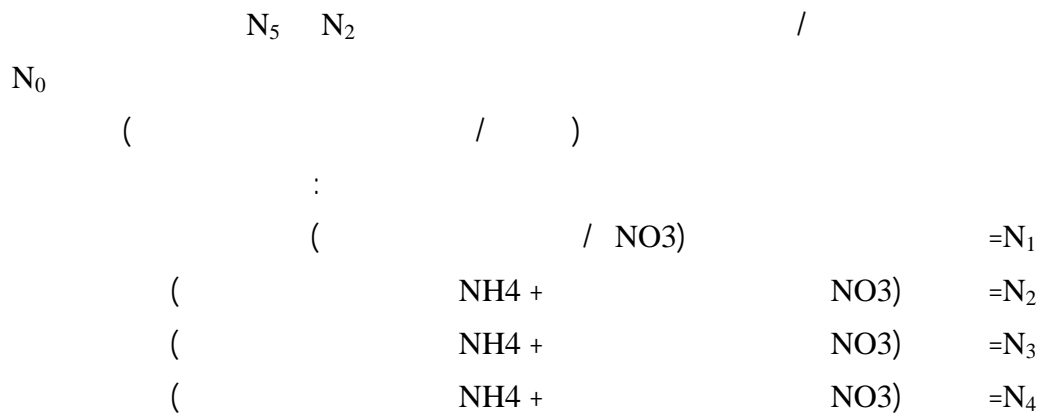 / N₂ N₅
N₀
( / )
:
=N₁ (NO3 / )
=N₂ (NO3 + NH4 )
=N₃ (NO3 + NH4 )
=N₄ (NO3 + NH4 )